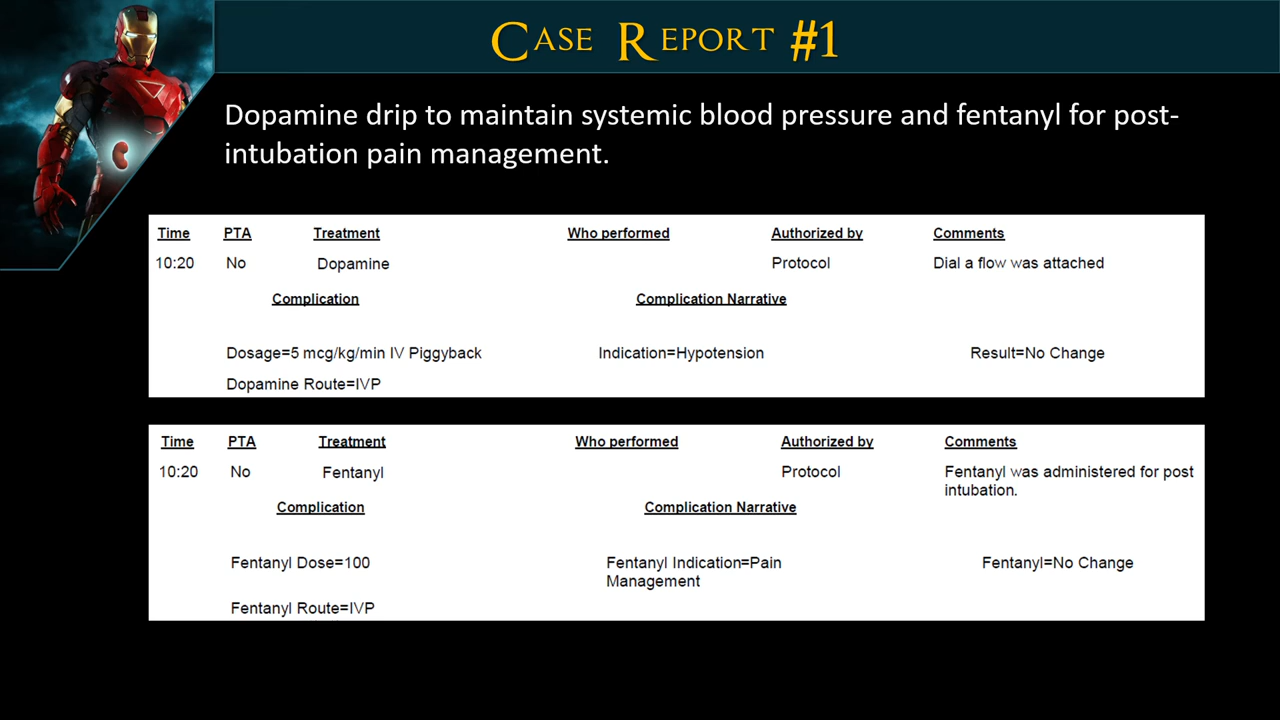 Case Report #1
Dopamine drip to maintain systemic blood pressure and fentanyl for post-
intubation pain management.
Time PTA Treatment Who performed Authorized by Comments
10:20 No Dopamine Protocol Dial a flow was attached
Complication Complication Narrative
Dosage=5 mcg/kg/min IV Piggyback Indication=Hypotension Result=No Change
Dopamine Route=IVP
Time PTA Treatment Who performed Authorized by Comments
10:20 No Fentanyl Protocol Fentanyl was administered for post
intubation.
Complication Complication Narrative
Fentanyl Dose=100 Fentanyl Indication=Pain Fentanyl=No Change
Management
Fentanyl Route=IVP